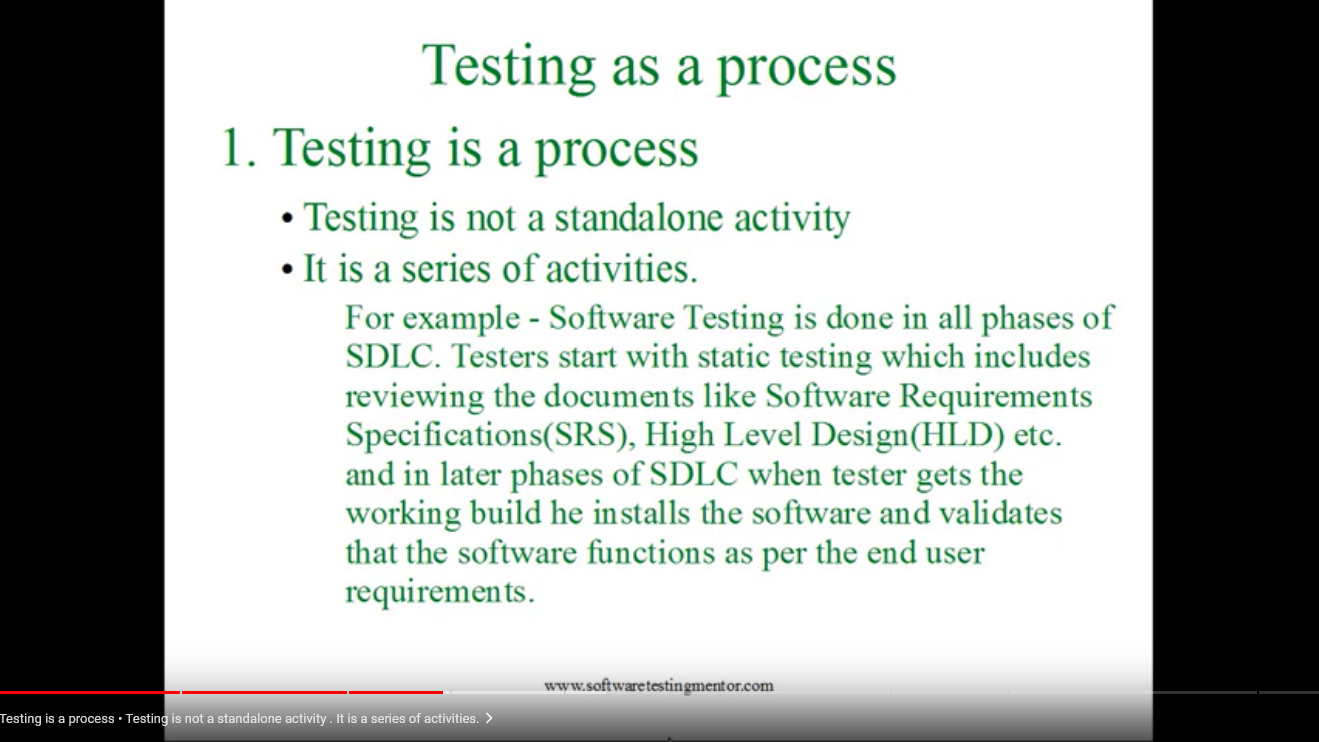 Testing as a process
1. Testing is a process
• Testing is not a standalone activity
• It is a series of activities.
For example - Software Testing is done in all phases of
SDLC. Testers start with static testing which includes
reviewing the documents like Software Requirements
Specifications(SRS), High Level Design(HLD) etc.
and in later phases of SDLC when tester gets the
working build he installs the software and validates
that the software functions as per the end user
requirements.
www.softwaretestingmentor.com
Testing is a process • Testing is not a standalone activity . It is a series of activities.